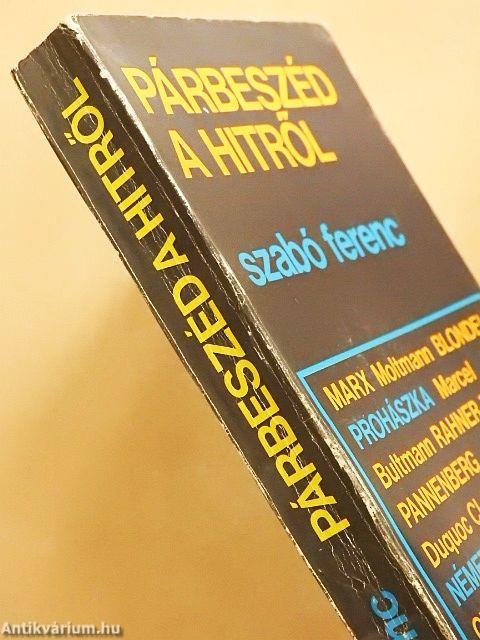 PÁRBESZÉD
A HITRŐL
szabó ferenc
MARX Moltmann BLONDEL
PROHÁSZKA Marcel
Bultmann RAHNER
PANNENBERG
Duquoc
PÁRBESZÉD A HITRŐL
Antikvárium.hu